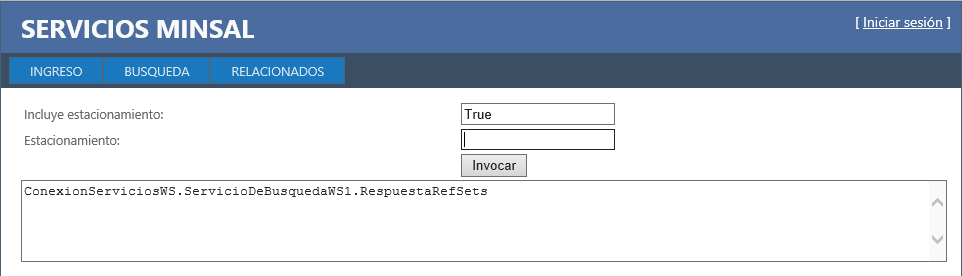 SERVICIOS MINSAL
[ Iniciar sesión ]
INGRESO BUSQUEDA RELACIONADOS
Incluye estacionamiento: True
Estacionamiento:
Invocar
ConexionServiciosWS.ServicioDeBusquedaWS1.RespuestaRefSets